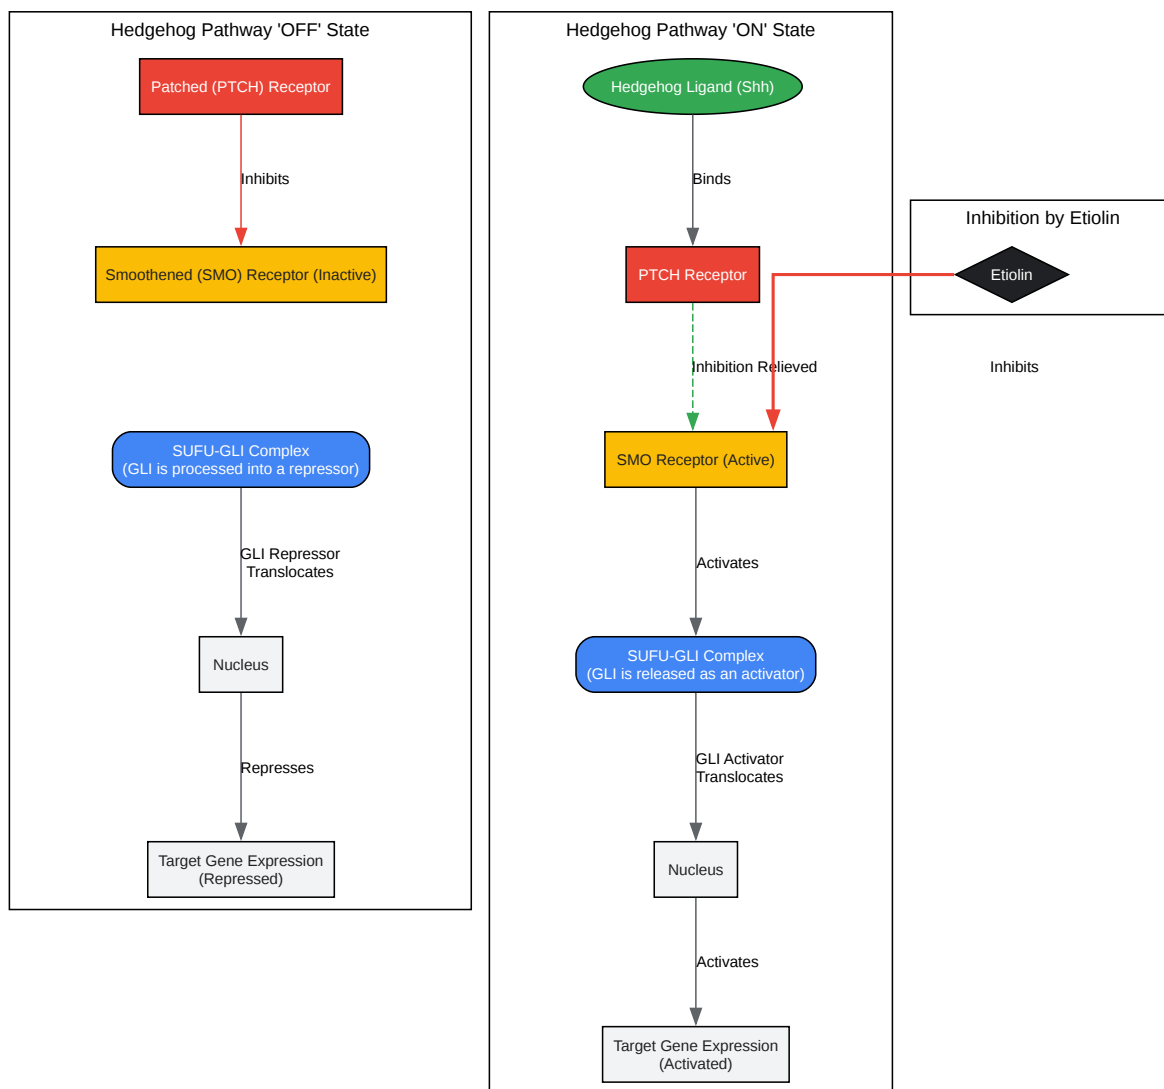 Hedgehog Pathway 'OFF' State
Patched (PTCH) Receptor
Inhibits
Smoothened (SMO) Receptor (Inactive)
SUFU-GLI Complex
(GLI is processed into a repressor)
GLI Repressor
Translocates
Nucleus
Represses
Target Gene Expression
(Repressed)
Hedgehog Pathway 'ON' State
Hedgehog Ligand (Shh)
Binds
PTCH Receptor
Inhibition Relieved
SMO Receptor (Active)
Activates
SUFU-GLI Complex
(GLI is released as an activator)
GLI Activator
Translocates
Nucleus
Activates
Target Gene Expression
(Activated)
Inhibition by Etiolin
Etiolin
Inhibits